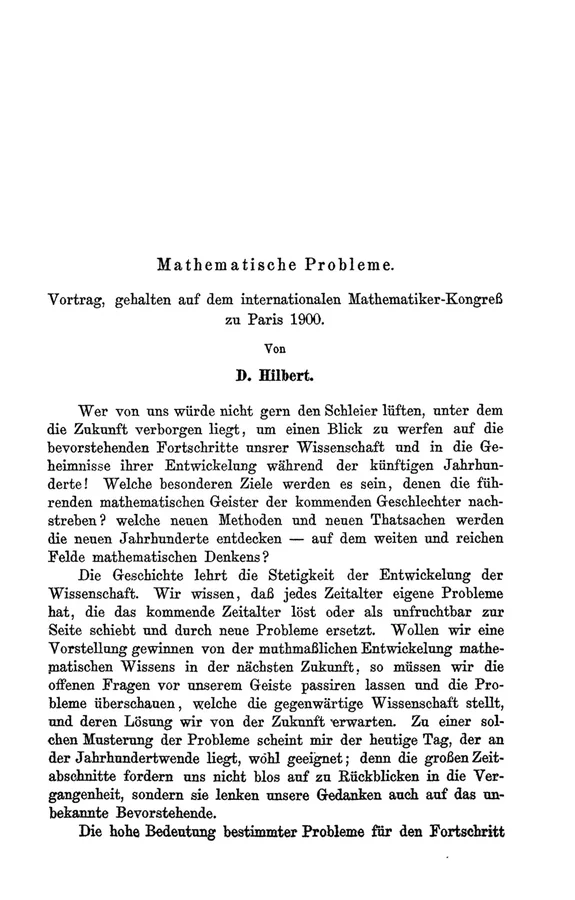 Mathematische Probleme.
Vortrag, gehalten auf dem internationalen Mathematiker-Kongreß
zu Paris 1900.
Von
D. Hilbert.
Wer von uns würde nicht gern den Schleier lüften, unter dem
die Zukunft verborgen liegt, um einen Blick zu werfen auf die
bevorstehenden Fortschritte unsrer Wissenschaft und in die Ge-
heimnisse ihrer Entwickelung während der künftigen Jahrhun-
derte! Welche besonderen Ziele werden es sein, denen die füh-
renden mathematischen Geister der kommenden Geschlechter nach-
streben? welche neuen Methoden und neuen Thatsachen werden
die neuen Jahrhunderte entdecken — auf dem weiten und reichen
Felde mathematischen Denkens?
Die Geschichte lehrt die Stetigkeit der Entwickelung der
Wissenschaft. Wir wissen, daß jedes Zeitalter eigene Probleme
hat, die das kommende Zeitalter löst oder als unfruchtbar zur
Seite schiebt und durch neue Probleme ersetzt. Wollen wir eine
Vorstellung gewinnen von der muthmaßlichen Entwickelung mathe-
matischen Wissens in der nächsten Zukunft, so müssen wir die
offenen Fragen vor unserem Geiste passiren lassen und die Pro-
bleme überschauen, welche die gegenwärtige Wissenschaft stellt,
und deren Lösung wir von der Zukunft erwarten. Zu einer sol-
chen Musterung der Probleme scheint mir der heutige Tag, der an
der Jahrhundertwende liegt, wohl geeignet; denn die großen Zeit-
abschnitte fordern uns nicht blos auf zu Rückblicken in die Ver-
gangenheit, sondern sie lenken unsere Gedanken auch auf das un-
bekannte Bevorstehende.
Die hohe Bedeutung bestimmter Probleme für den Fortschritt